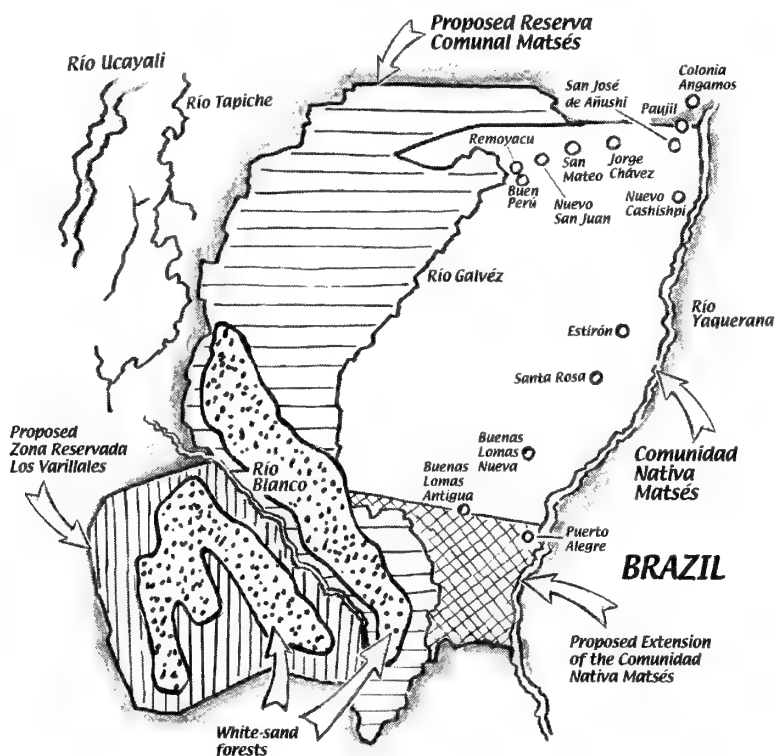 Proposed Reserva
Comunal Matsés
Río Ucayali
Río Tapiche
Colonia
Angamos
San José
de Añushi
Paujil
Remoyacu
San
Mateo
Jorge
Chávez
Buen
Perú
Nuevo
San Juan
Nuevo
Cashishpi
Río Galvéz
Río
Yaquerana
Estirón
Santa Rosa
Proposed
Zona Reservada
Los Varillales
Buenas
Lomas
Nueva
Comunidad
Nativa
Matsés
Río
Blanco
Buenas
Lomas
Antigua
Puerto
Alegre
BRAZIL
Proposed Extension
of the Comunidad
Nativa Matsés
White-sand
forests